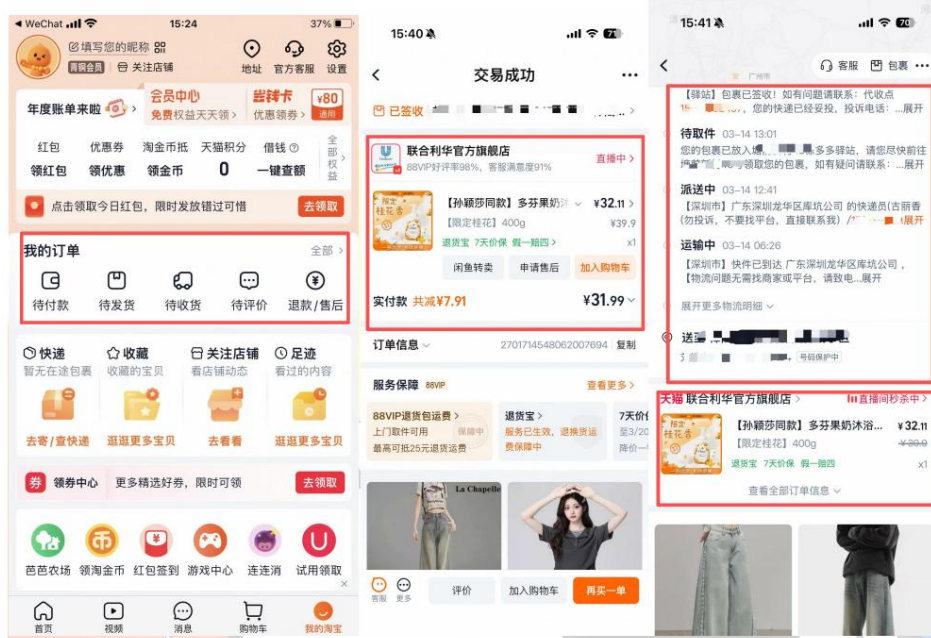 WeChat
15:24
37%
填写您的昵称
青铜会员
关注店铺
地址
官方客服
设置
年度账单来啦
会员中心
免费权益天天领
尝鲜卡
优惠领券
¥80
通用
红包
优惠券
淘金币抵
天猫积分
借钱
领红包
领优惠
领金币
0
一键查额
全部权益
点击领取今日红包，限时发放错过可惜
去领取
我的订单
全部
待付款
待发货
待收货
待评价
退款/售后
快递
收藏
关注店铺
足迹
暂无在途包裹
收藏的宝贝
看店铺动态
看过的内容
去寄/查快递
逛逛更多宝贝
去看看
逛逛更多宝贝
券
领券中心
更多精选好券，限时可领
去领取
芭芭农场
领淘金币
红包签到
游戏中心
连连消
试用领取
首页
视频
消息
购物车
我的淘宝
15:40
71
交易成功
已签收
联合利华官方旗舰店
88VIP好评率98%，客服满意度91%
直播中
限定
桂花香
【孙颖莎同款】多芬果奶沐
¥32.11
【限定桂花】400g
¥39.9
退货宝 7天价保 假一赔四
x1
闲鱼转卖
申请售后
加入购物车
实付款
共减¥7.91
¥31.99
订单信息
2701714548062007694
复制
服务保障
88VIP
查看更多
88VIP退货包运费
上门取件可用
最高可抵25元退货运费
保障中
退货宝
服务已生效，退换货运
费保障中
7天价保
至3/20
降价一
La Chapelle
客服
更多
评价
加入购物车
再买一单
15:41
70
广州市
客服
包裹
【驿站】包裹已签收！如有问题请联系：代收点
，您的快递已经妥投，投诉电话：...展开
待取件 03-14 13:01
您的包裹已放入
多多驿站，请您尽快前往
领取您的包裹，如有疑问请联系：...展开
派送中 03-14 12:41
【深圳市】广东深圳龙华区库坑公司 的快递员(古丽香
(勿投诉，不要找平台，直接联系我)
展开
运输中 03-14 06:26
【深圳市】快件已到达 广东深圳龙华区库坑公司，
【物流问题无需找商家或平台，请致电...展开
展开更多物流明细
送至
号码保护中
天猫
联合利华官方旗舰店
直播间秒杀中
限定
桂花香
【孙颖莎同款】多芬果奶沐浴...
¥32.11
【限定桂花】400g
¥39.9
退货宝 7天价保 假一赔四
x1
查看全部订单信息